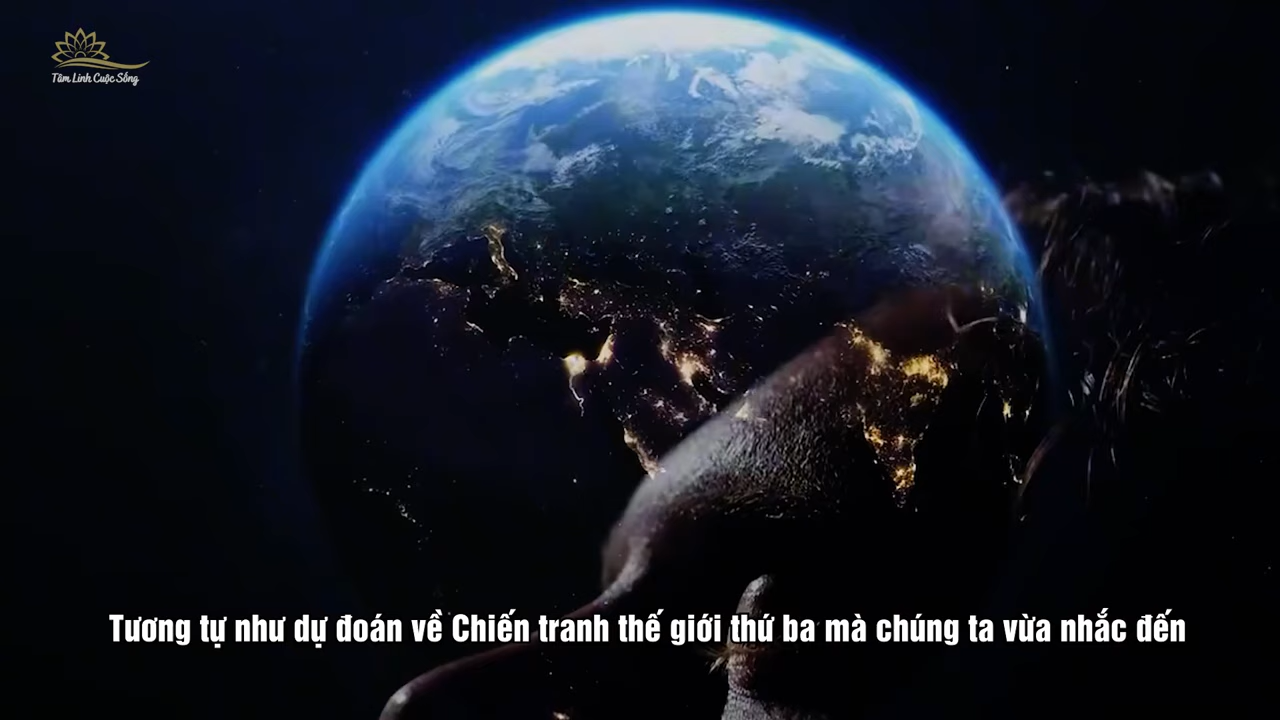 Tâm Linh Cuộc Sống
Tương tự như dự đoán về Chiến tranh thế giới thứ ba mà chúng ta vừa nhắc đến